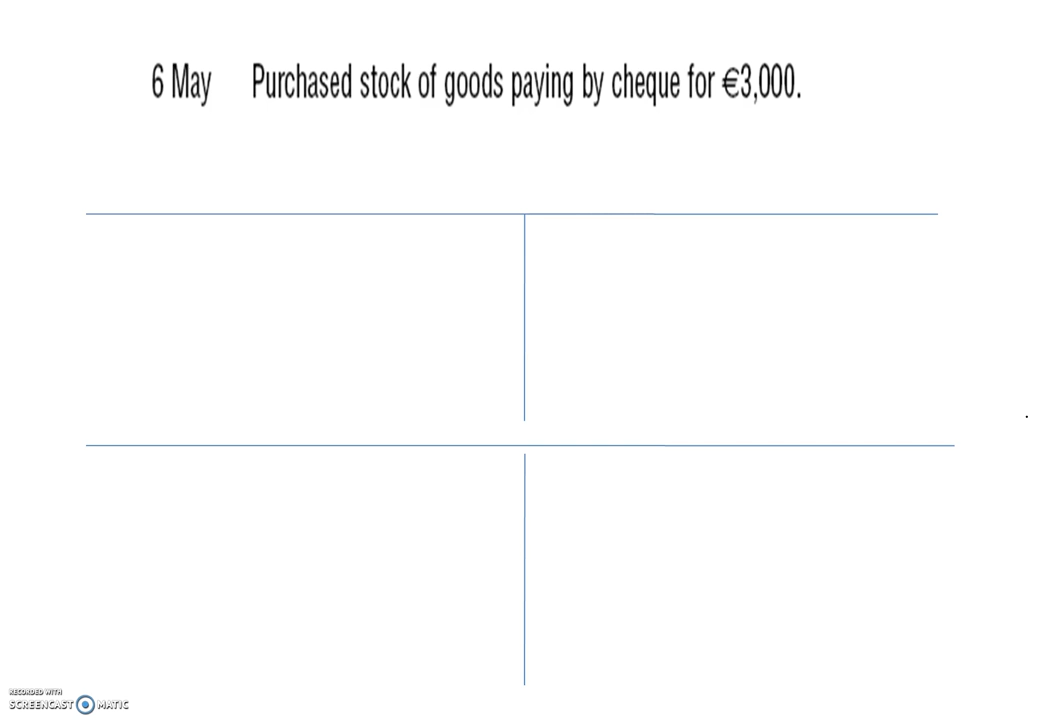 6 May Purchased stock of goods paying by cheque for €3,000.
RECORDED WITH
SCREENCAST MATIC